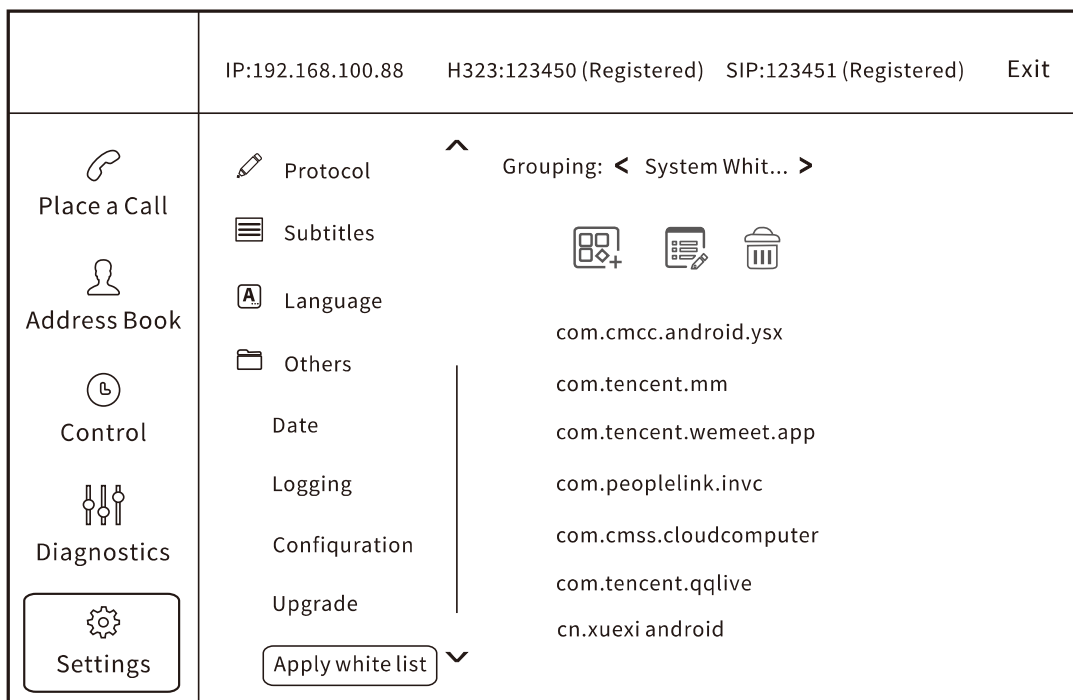 IP:192.168.100.88 H323:123450 (Registered) SIP:123451 (Registered) Exit
Place a Call
Address Book
Control
Diagnostics
Settings
Protocol
Subtitles
Language
Others
Date
Logging
Confiquration
Upgrade
Apply white list
Grouping: < System Whit... >
com.cmcc.android.ysx
com.tencent.mm
com.tencent.wemeet.app
com.peoplelink.invc
com.cmss.cloudcomputer
com.tencent.qqlive
cn.xuexi android